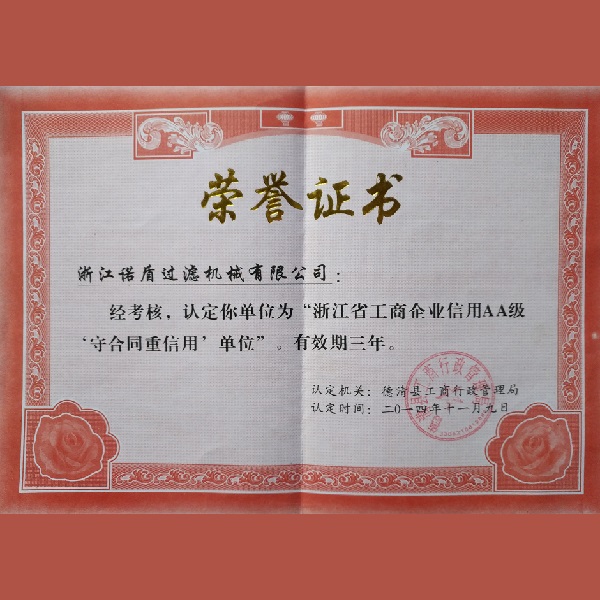 荣誉证书
浙江诺盾过滤机械有限公司：
经考核，认定你单位为“浙江省工商企业信用AA级
‘守合同重信用’单位”。有效期三年。
认定机关：德清县工商行政管理局
认定时间：二〇一四年十一月九日